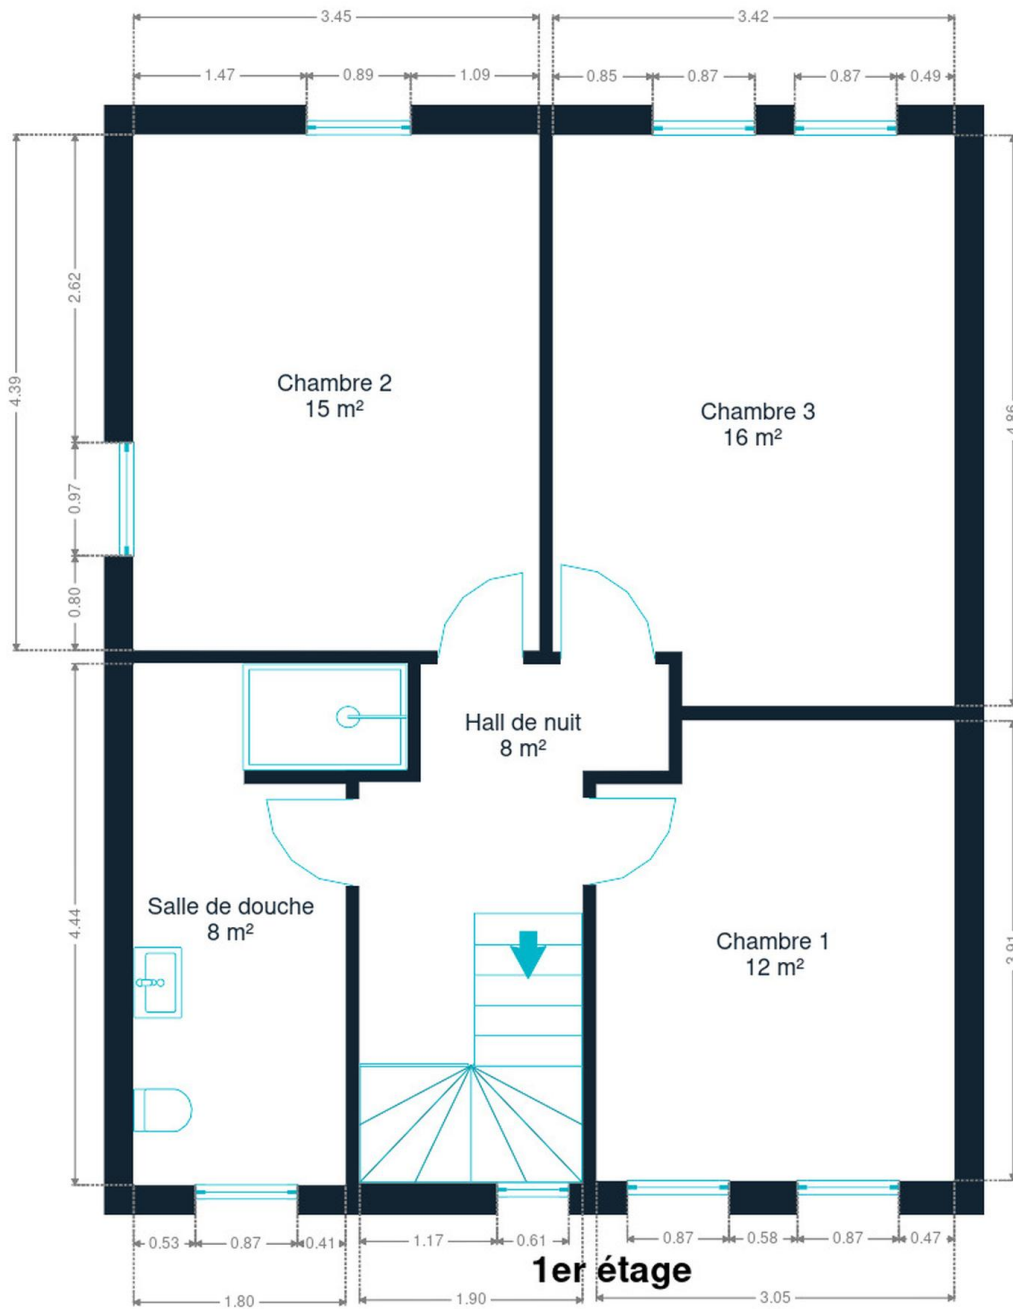 3.45
3.42
1.47
0.89
1.09
0.85
0.87
0.87
0.49
2.62
4.39
Chambre 2
15 m²
Chambre 3
16 m²
4.86
0.97
0.80
Hall de nuit
8 m²
4.44
Salle de douche
8 m²
Chambre 1
12 m²
3.91
0.53
0.87
0.41
1.17
0.61
0.87
0.58
0.87
0.47
1er étage
1.80
1.90
3.05